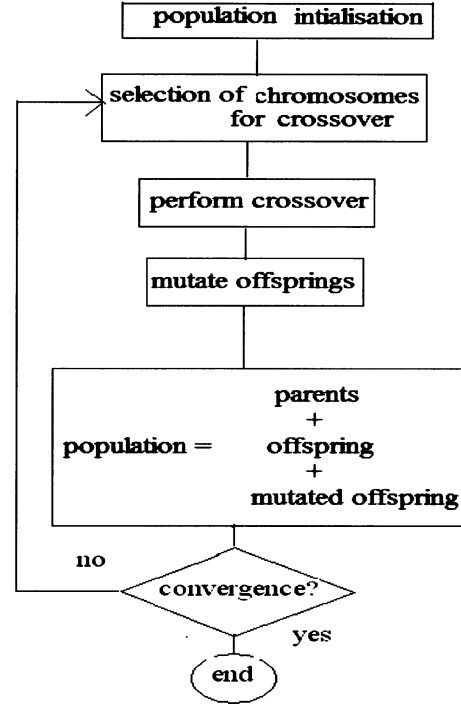 population intialisation
selection of chromosomes
for crossover
perform crossover
mutate offsprings
parents
+
population = offspring
+
mutated offspring
no
convergence?
yes
end